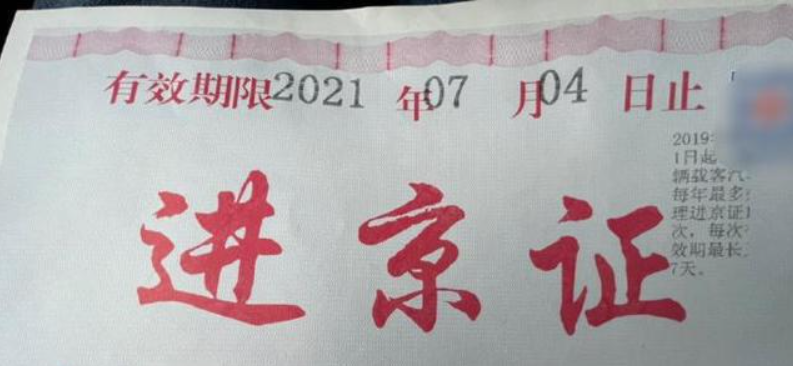 有效期限2021年07月04日止
进京证
2019
1日起
辆载客汽
每年最多
理进京证
次，每次
效期最长
7天。